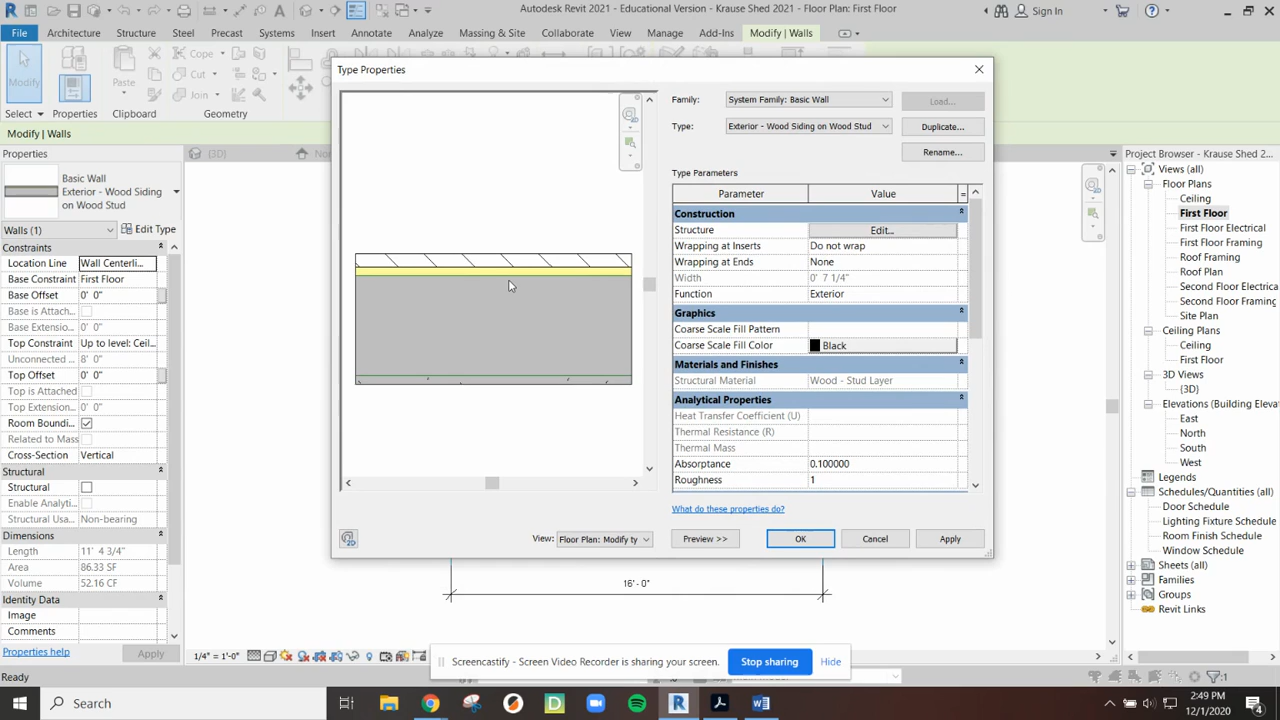 Autodesk Revit 2021 - Educational Version - Krause Shed 2021 - Floor Plan: First Floor
Sign In
File Architecture Structure Steel Precast Systems Insert Annotate Analyze Massing & Site Collaborate View Manage Add-Ins Modify | Walls
Modify
Paste
Cope
Cut
Join
Select Properties Clipboard Geometry
Modify | Walls
Properties
Basic Wall
Exterior - Wood Siding
on Wood Stud
Walls (1)
Edit Type
Constraints
Location Line Wall Centerli...
Base Constraint First Floor
Base Offset 0' 0"
Base is Attach...
Base Extension...
Top Constraint Up to level: Ceil...
Unconnected ... 8' 0"
Top Offset 0' 0"
Top is Attached
Top Extension...
Room Boundi...
Related to Mass
Cross-Section Vertical
Structural
Structural
Enable Analyti...
Structural Usa... Non-bearing
Dimensions
Length 11' 4 3/4"
Area 86.33 SF
Volume 52.16 CF
Identity Data
Image
Comments
Properties help
Apply
Ready
{3D}
Type Properties
Family: System Family: Basic Wall
Load...
Type: Exterior - Wood Siding on Wood Stud
Duplicate...
Rename...
Type Parameters
Parameter Value =
Construction
Structure Edit...
Wrapping at Inserts Do not wrap
Wrapping at Ends None
Width 0' 7 1/4"
Function Exterior
Graphics
Coarse Scale Fill Pattern
Coarse Scale Fill Color Black
Materials and Finishes
Structural Material Wood - Stud Layer
Analytical Properties
Heat Transfer Coefficient (U)
Thermal Resistance (R)
Thermal Mass
Absorptance 0.100000
Roughness 1
What do these properties do?
View: Floor Plan: Modify ty
Preview >>
OK
Cancel
Apply
16' - 0"
1/4" = 1'-0"
Screencastify - Screen Video Recorder is sharing your screen.
Stop sharing
Hide
Project Browser - Krause Shed 2...
Views (all)
Floor Plans
Ceiling
First Floor
First Floor Electrical
First Floor Framing
Roof Framing
Roof Plan
Second Floor Electrica
Second Floor Framing
Site Plan
Ceiling Plans
Ceiling
First Floor
3D Views
{3D}
Elevations (Building Eleva
East
North
South
West
Legends
Schedules/Quantities (all)
Door Schedule
Lighting Fixture Schedule
Room Finish Schedule
Window Schedule
Sheets (all)
Families
Groups
Revit Links
:1
Search
2:49 PM
12/1/2020